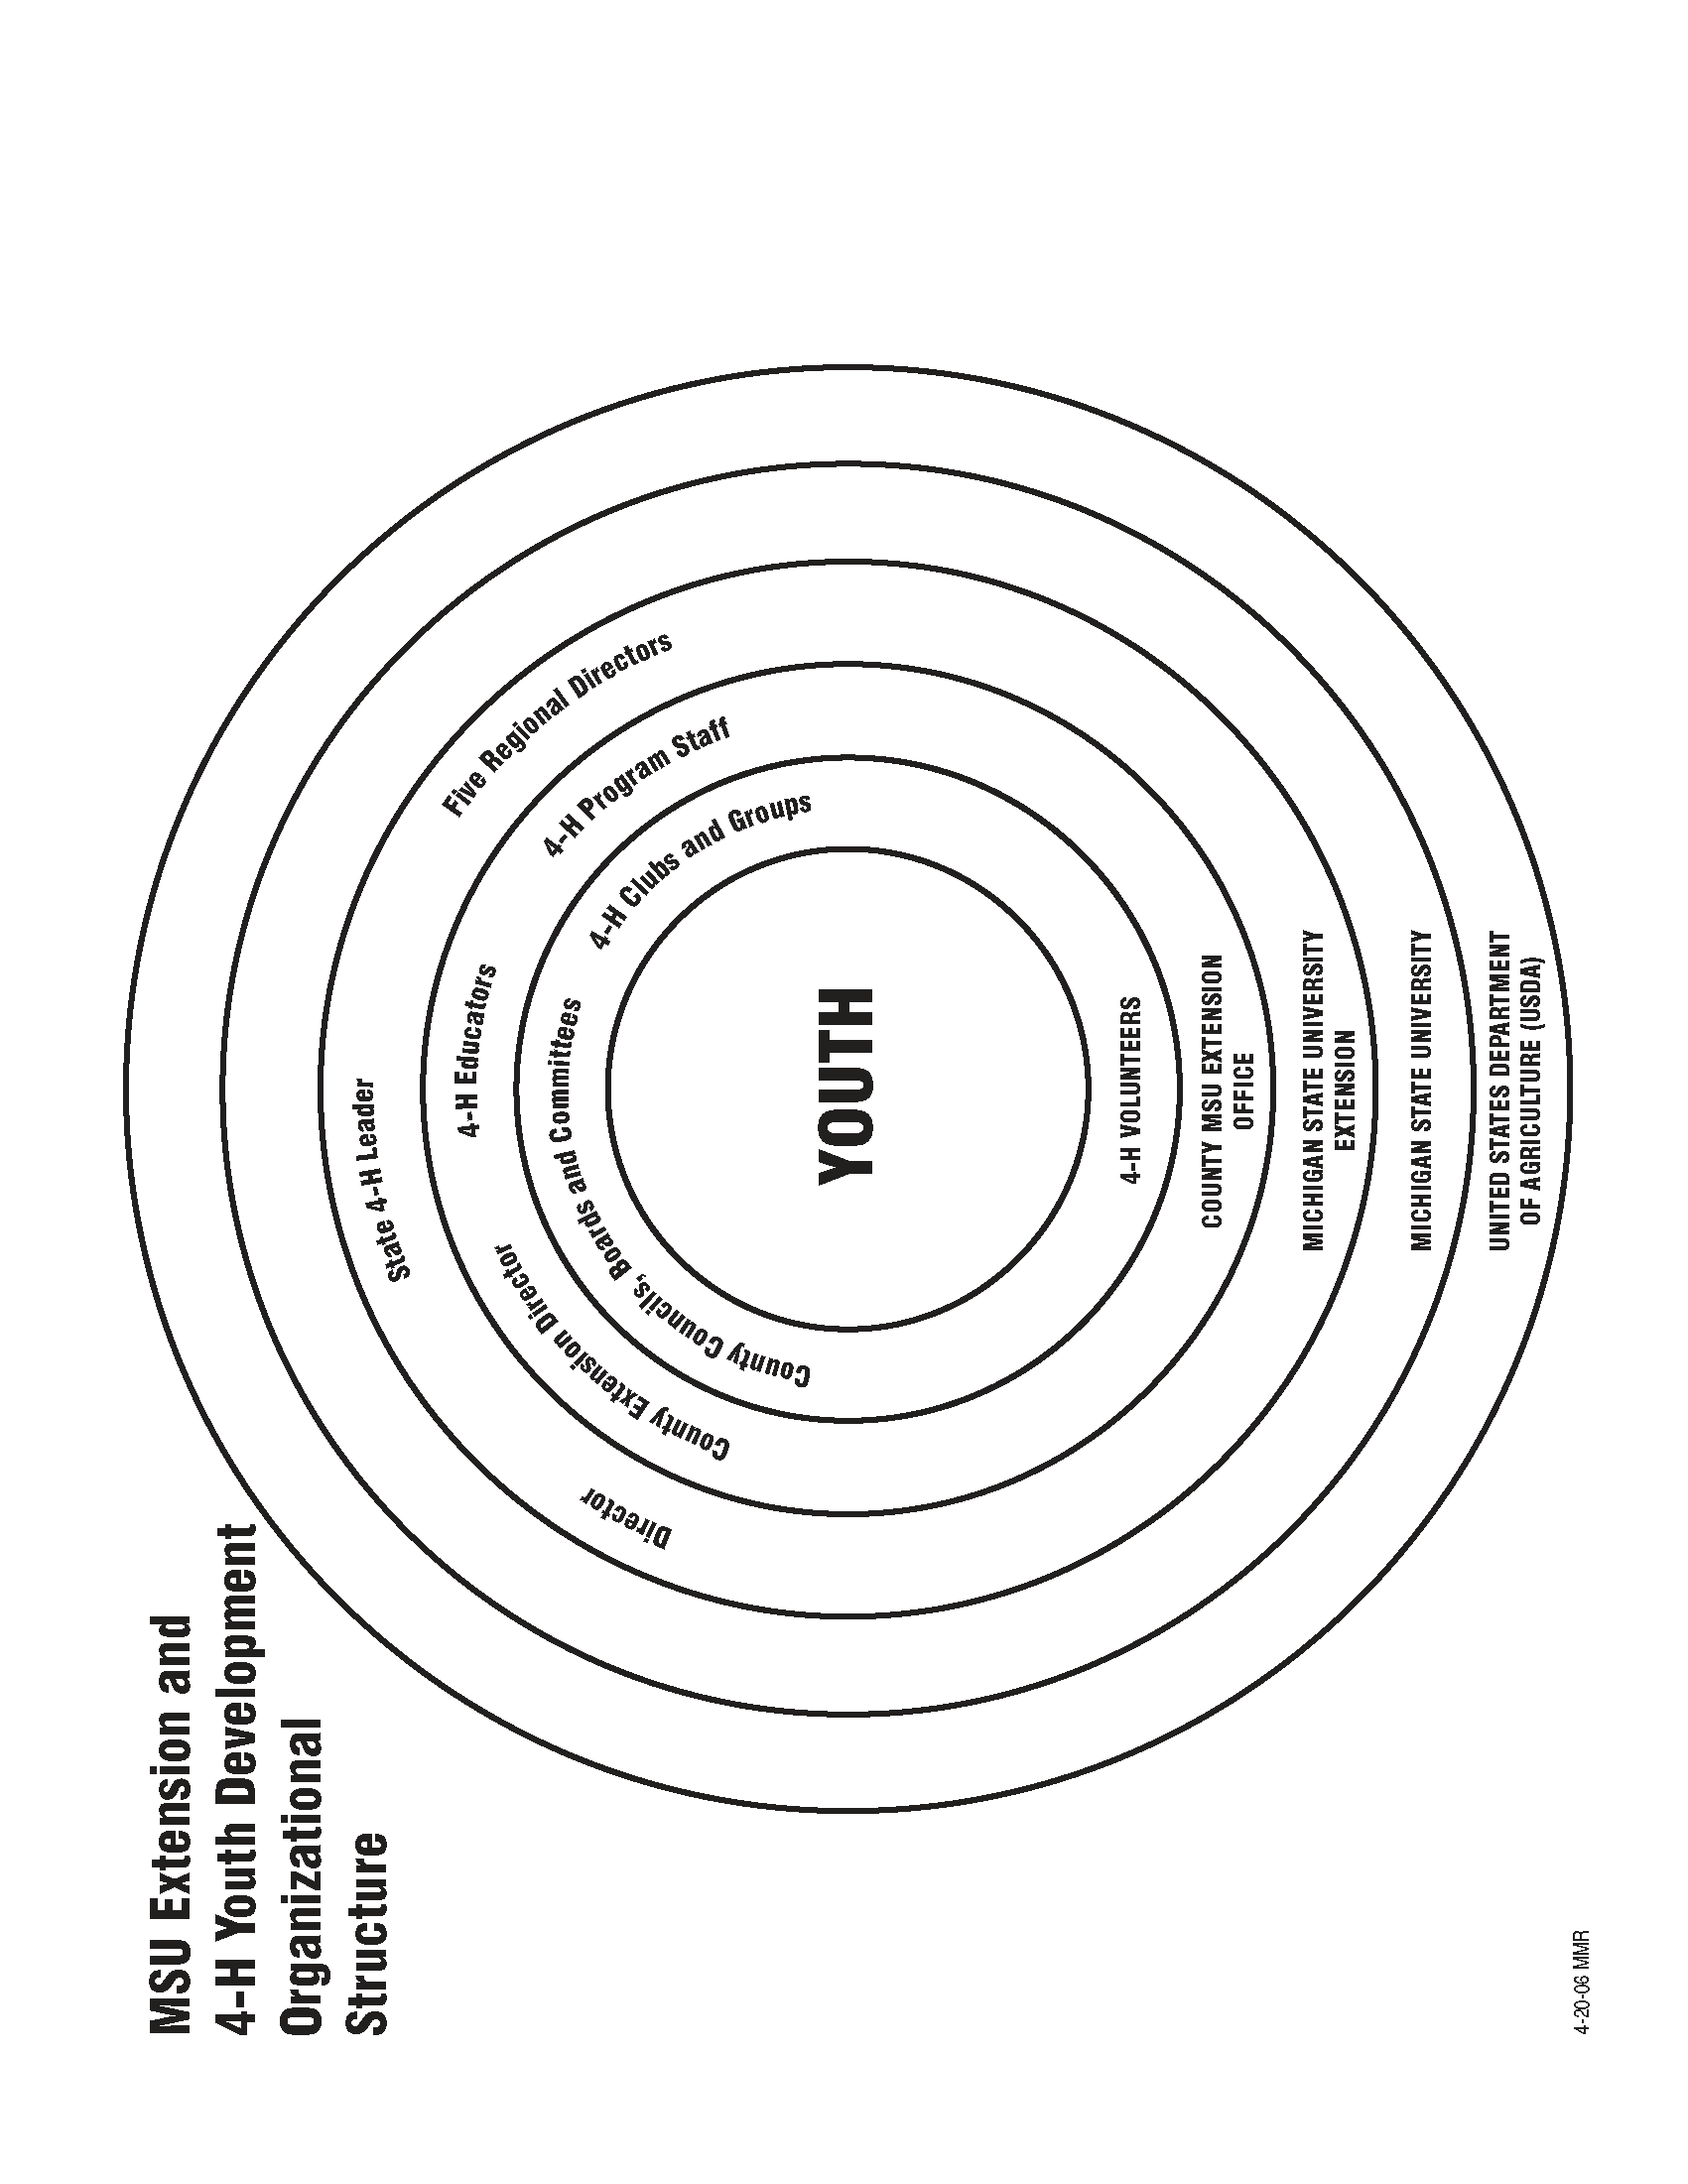 MSU Extension and
4-H Youth Development
Organizational
Structure
Director
State 4-H Leader
Five Regional Directors
County Extension Director
4-H Educators
4-H Program Staff
County Councils, Boards and Committees
4-H Clubs and Groups
YOUTH
4-H VOLUNTEERS
COUNTY MSU EXTENSION
OFFICE
MICHIGAN STATE UNIVERSITY
EXTENSION
MICHIGAN STATE UNIVERSITY
UNITED STATES DEPARTMENT
OF AGRICULTURE (USDA)
4-20-06 MMR